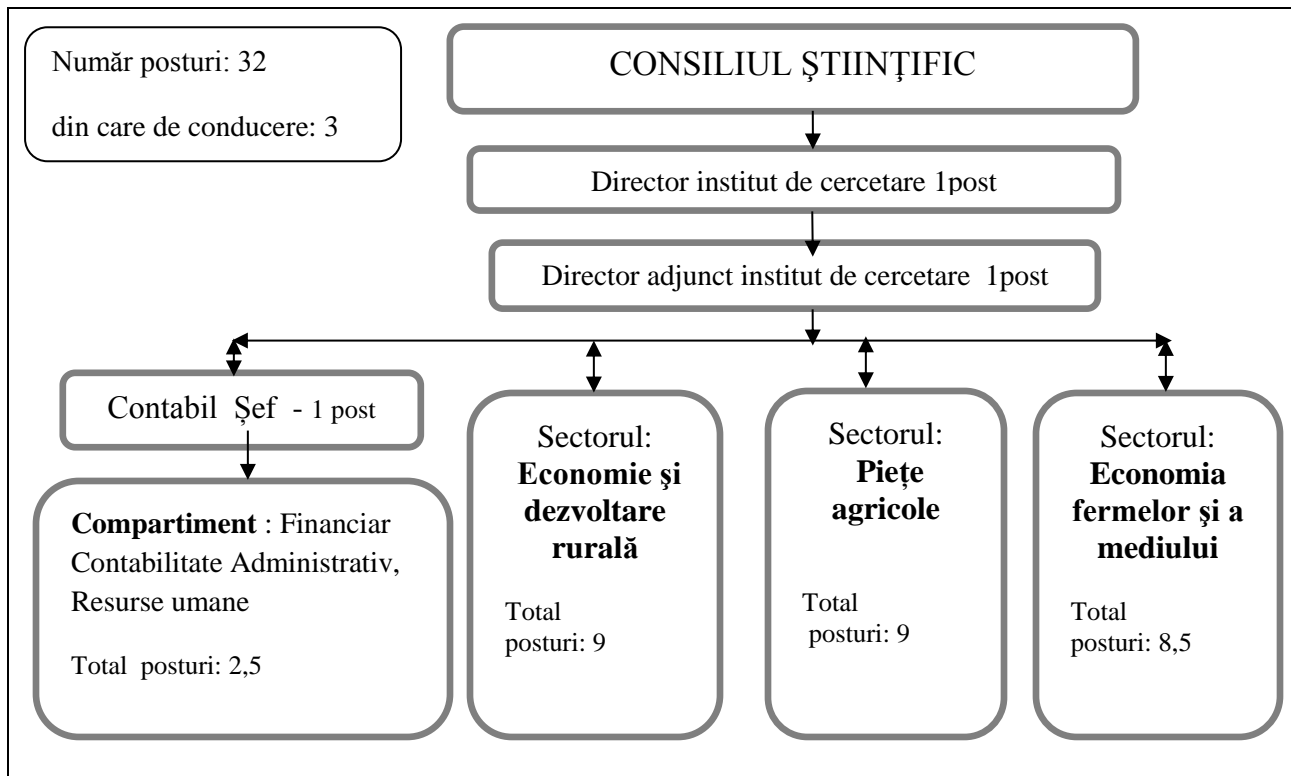 Număr posturi: 32
din care de conducere: 3
CONSILIUL ŞTIINŢIFIC
Director institut de cercetare 1post
Director adjunct institut de cercetare  1post
Contabil  Șef  - 1 post
Compartiment : Financiar
Contabilitate Administrativ,
Resurse umane
Total  posturi: 2,5
Sectorul:
Economie şi
dezvoltare
rurală
Total
posturi: 9
Sectorul:
Piețe
agricole
Total
posturi: 9
Sectorul:
Economia
fermelor şi a
mediului
Total
posturi: 8,5